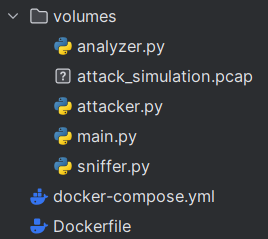 volumes
analyzer.py
attack_simulation.pcap
attacker.py
main.py
sniffer.py
docker-compose.yml
Dockerfile